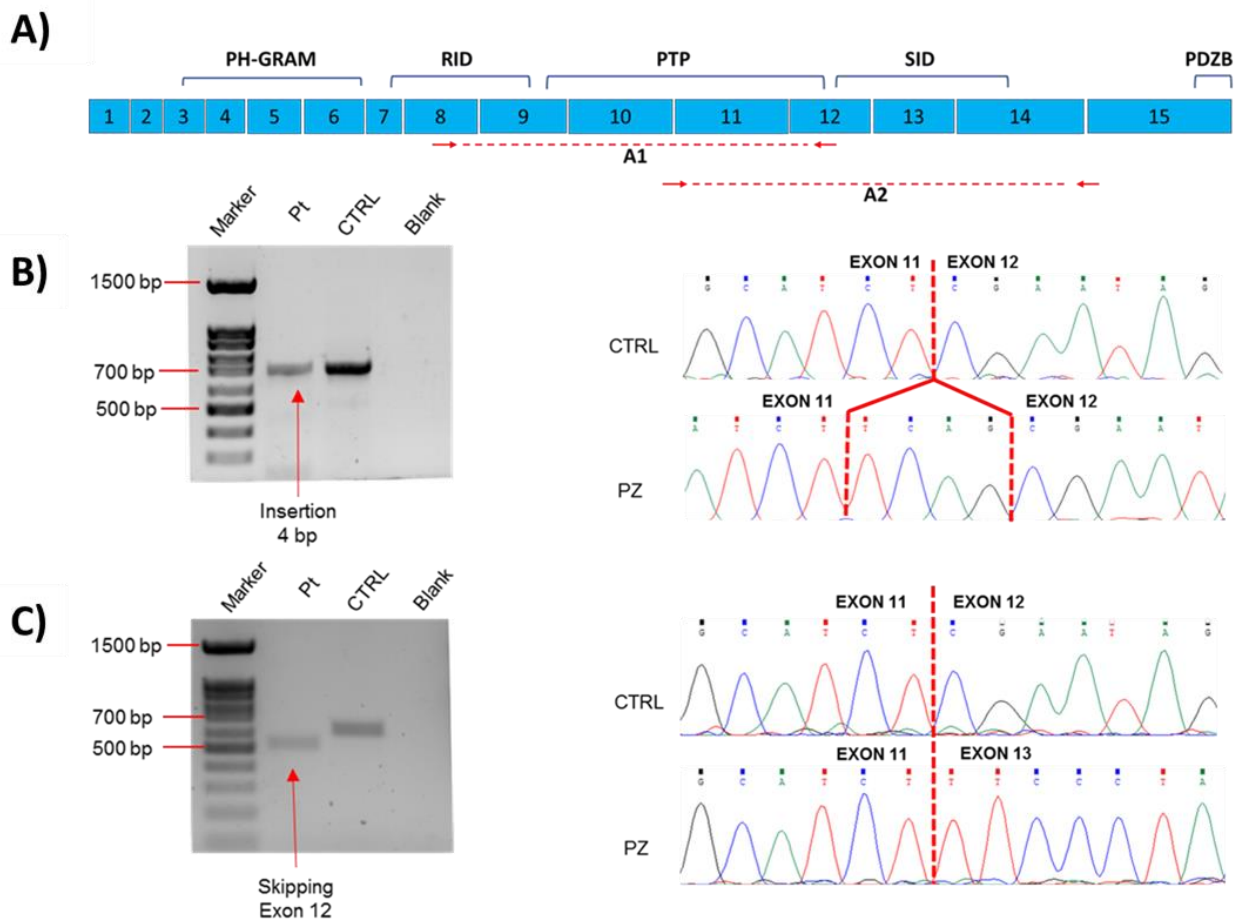 A)
PH-GRAM RID PTP SID PDZB
1 2 3 4 5 6 7 8 9 10 11 12 13 14 15
A1
A2
B)
Marker Pt CTRL Blank
1500 bp
700 bp
500 bp
Insertion
4 bp
EXON 11 EXON 12
G C A T C T C G A A T A G
CTRL
EXON 11 EXON 12
A T C T T C A G C G A A T
PZ
C)
Marker Pt CTRL Blank
1500 bp
700 bp
500 bp
Skipping
Exon 12
EXON 11 EXON 12
G C A T C T C G A A T A G
CTRL
EXON 11 EXON 13
G C A T C T T T C C C T A
PZ